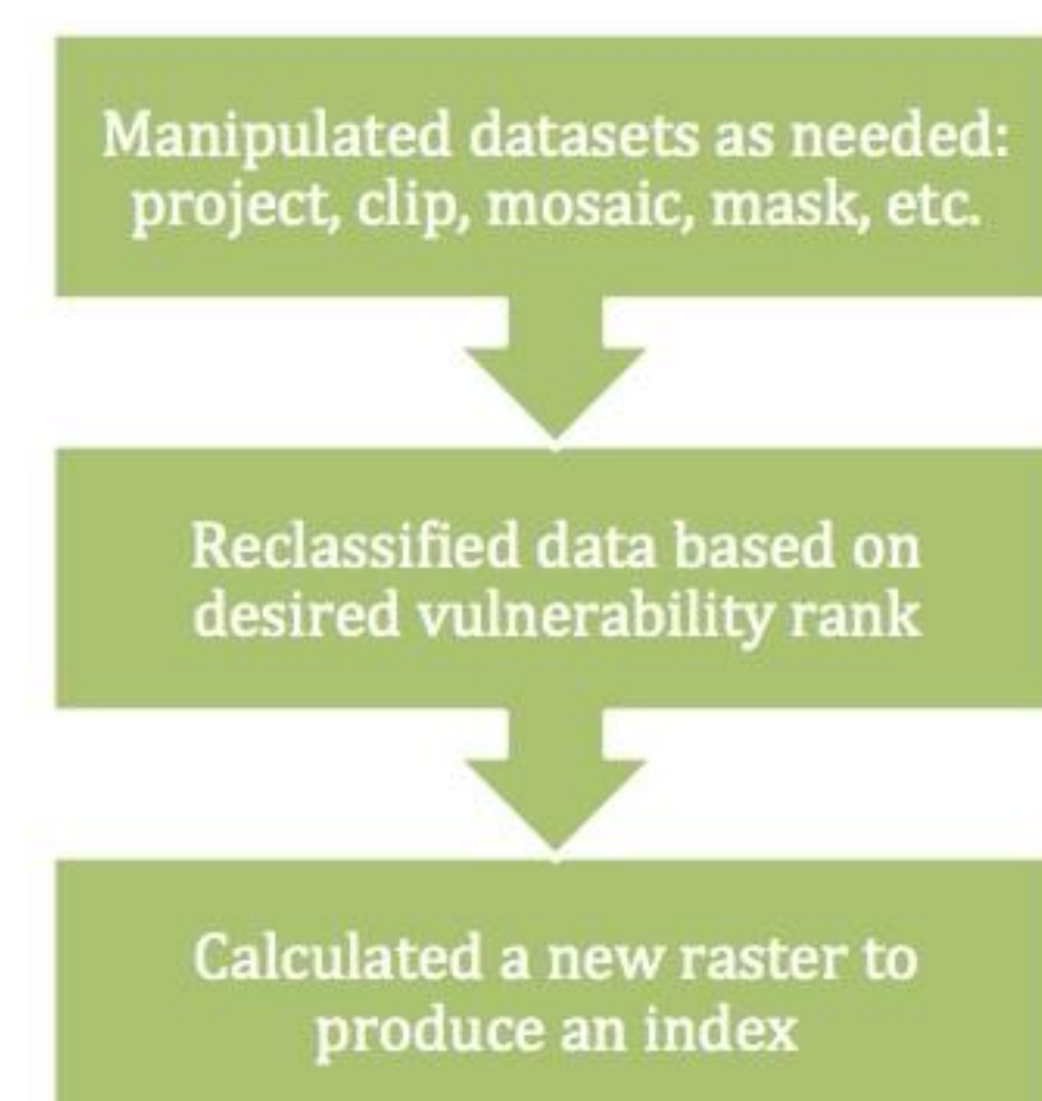 Manipulated datasets as needed:
project, clip, mosaic, mask, etc.
Reclassified data based on
desired vulnerability rank
Calculated a new raster to
produce an index